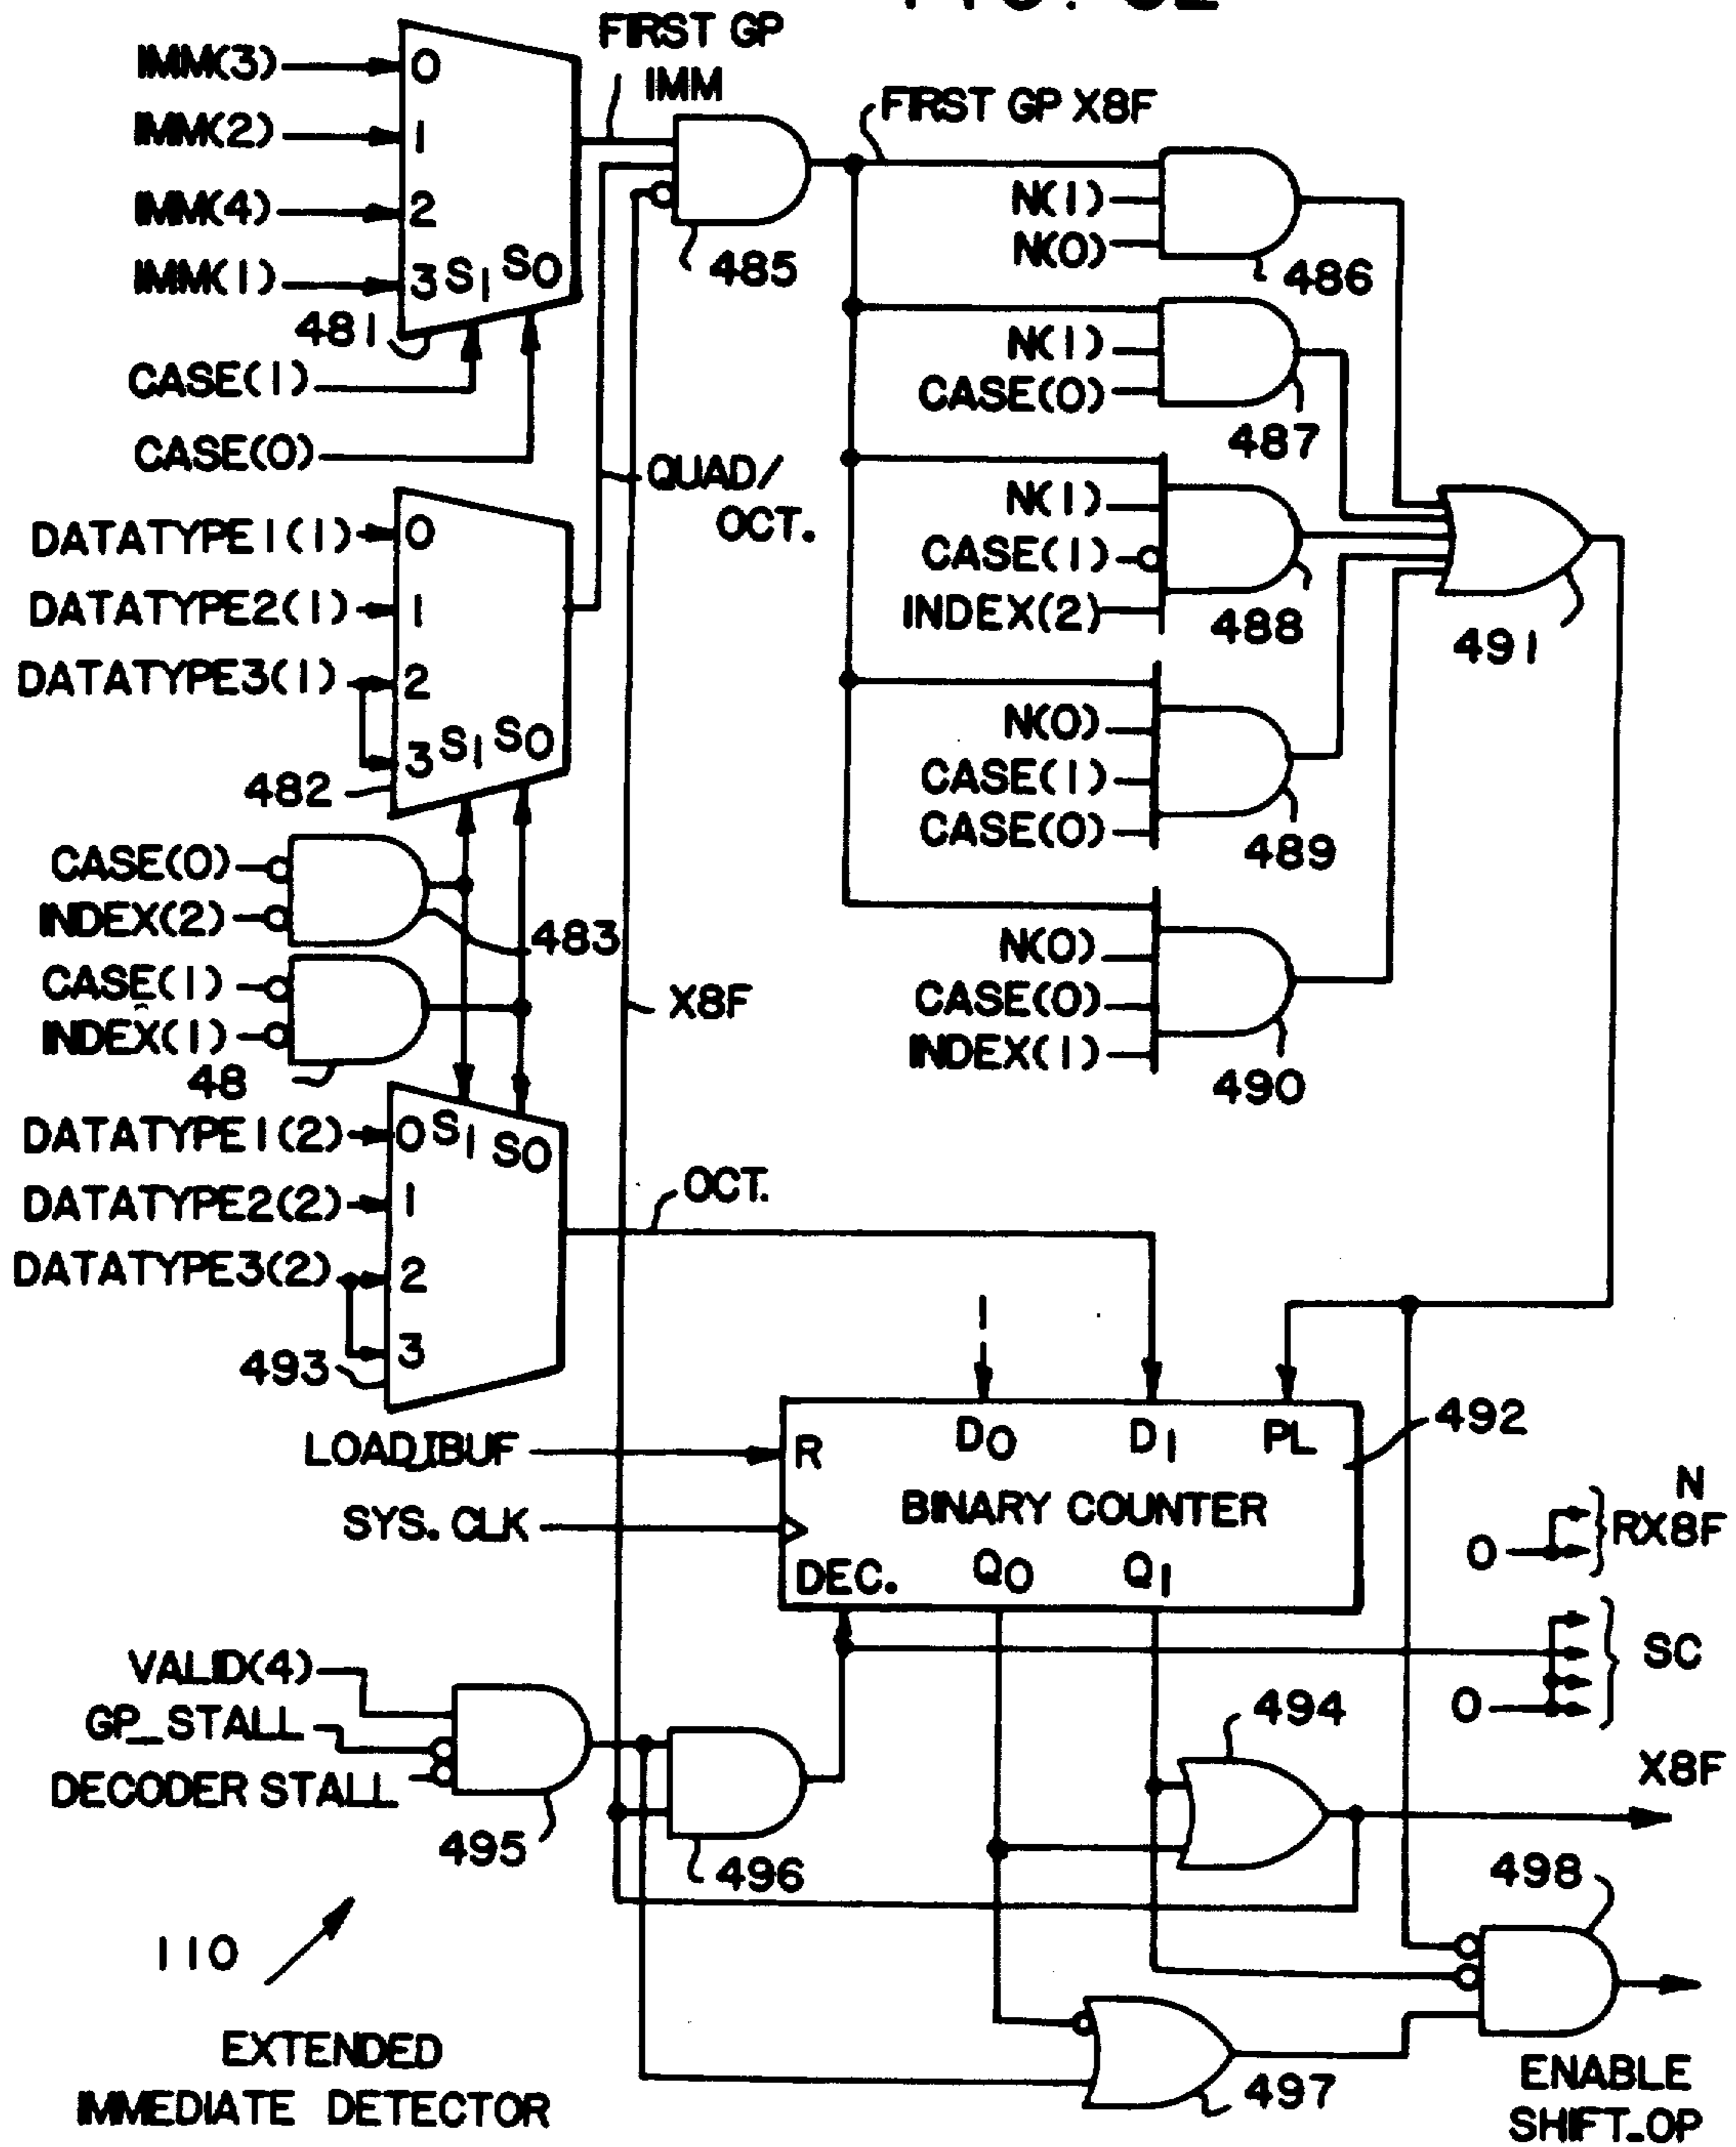 FIRST GP
IMM
IMM(3)
0
IMM(2)
1
IMM(4)
2
IMM(1)
3 S1 S0
481
CASE(1)
CASE(0)
FIRST GP X8F
485
N(1)
N(0)
486
N(1)
CASE(0)
487
QUAD/
OCT.
N(1)
CASE(1)
INDEX(2)
488
491
DATATYPE1(1)
0
DATATYPE2(1)
1
DATATYPE3(1)
2
3 S1 S0
482
N(0)
CASE(1)
CASE(0)
489
CASE(0)
INDEX(2)
483
CASE(1)
INDEX(1)
48
X8F
N(0)
CASE(0)
INDEX(1)
490
DATATYPE1(2)
0 S1 S0
DATATYPE2(2)
1
DATATYPE3(2)
2
3
493
OCT.
LOADIBUF
R
D0
D1
PL
492
SYS. CLK
BINARY COUNTER
DEC.
Q0
Q1
N
0
RX8F
VALID(4)
GP_STALL
DECODER STALL
495
496
494
0
SC
X8F
498
497
110
EXTENDED
IMMEDIATE DETECTOR
ENABLE
SHIFT_OP